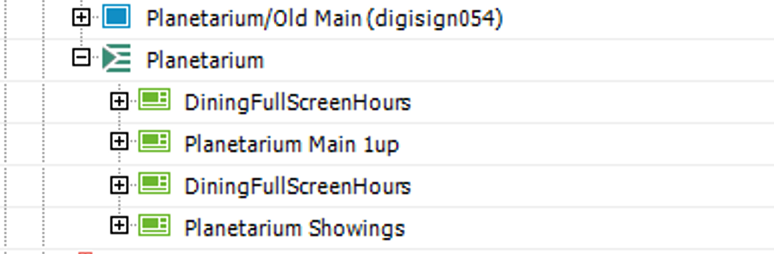 Planetarium/Old Main (digisign054)
Planetarium
DiningFullScreenHours
Planetarium Main 1up
DiningFullScreenHours
Planetarium Showings